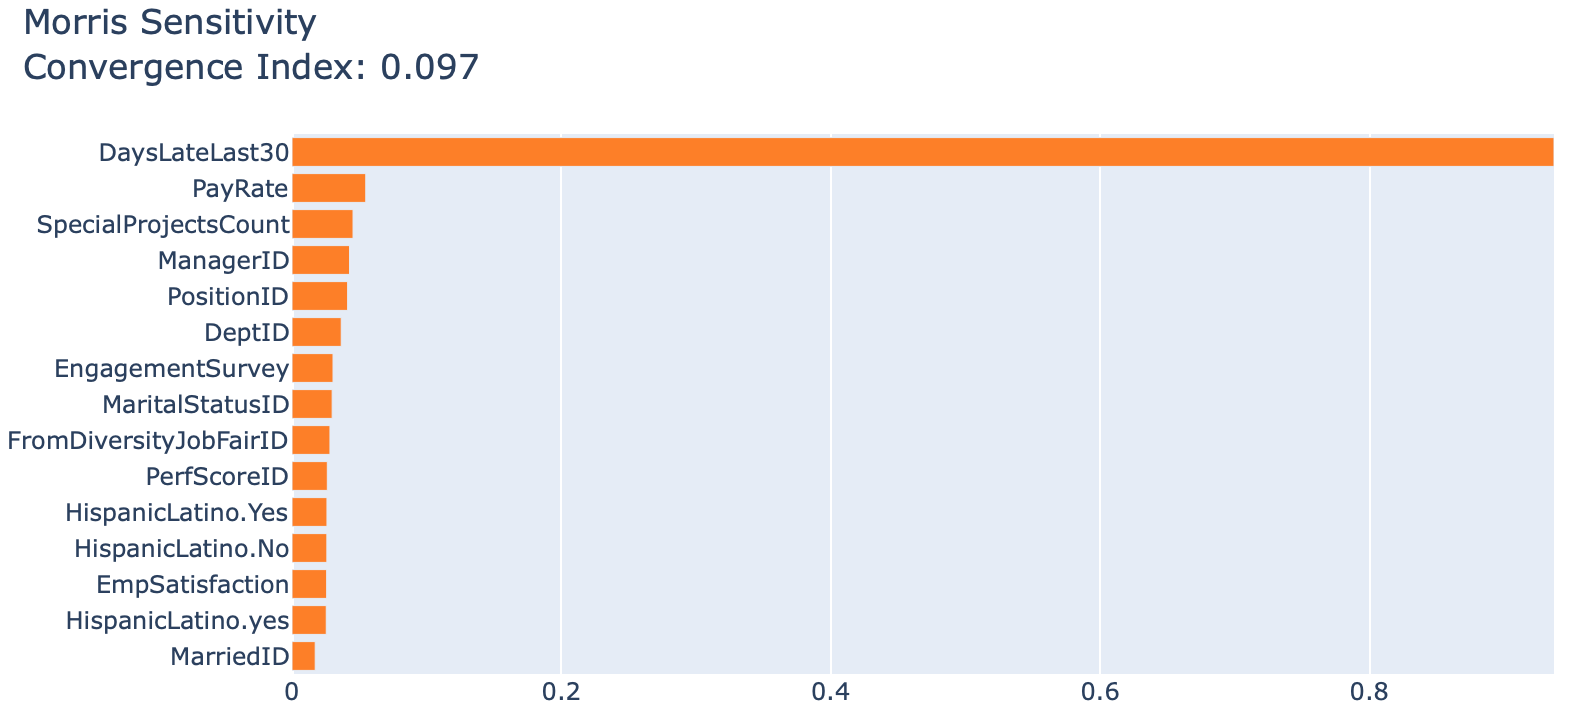 Morris Sensitivity
Convergence Index: 0.097
DaysLateLast30
PayRate
SpecialProjectsCount
ManagerID
PositionID
DeptID
EngagementSurvey
MaritalStatusID
FromDiversityJobFairID
PerfScoreID
HispanicLatino.Yes
HispanicLatino.No
EmpSatisfaction
HispanicLatino.yes
MarriedID
0 0.2 0.4 0.6 0.8